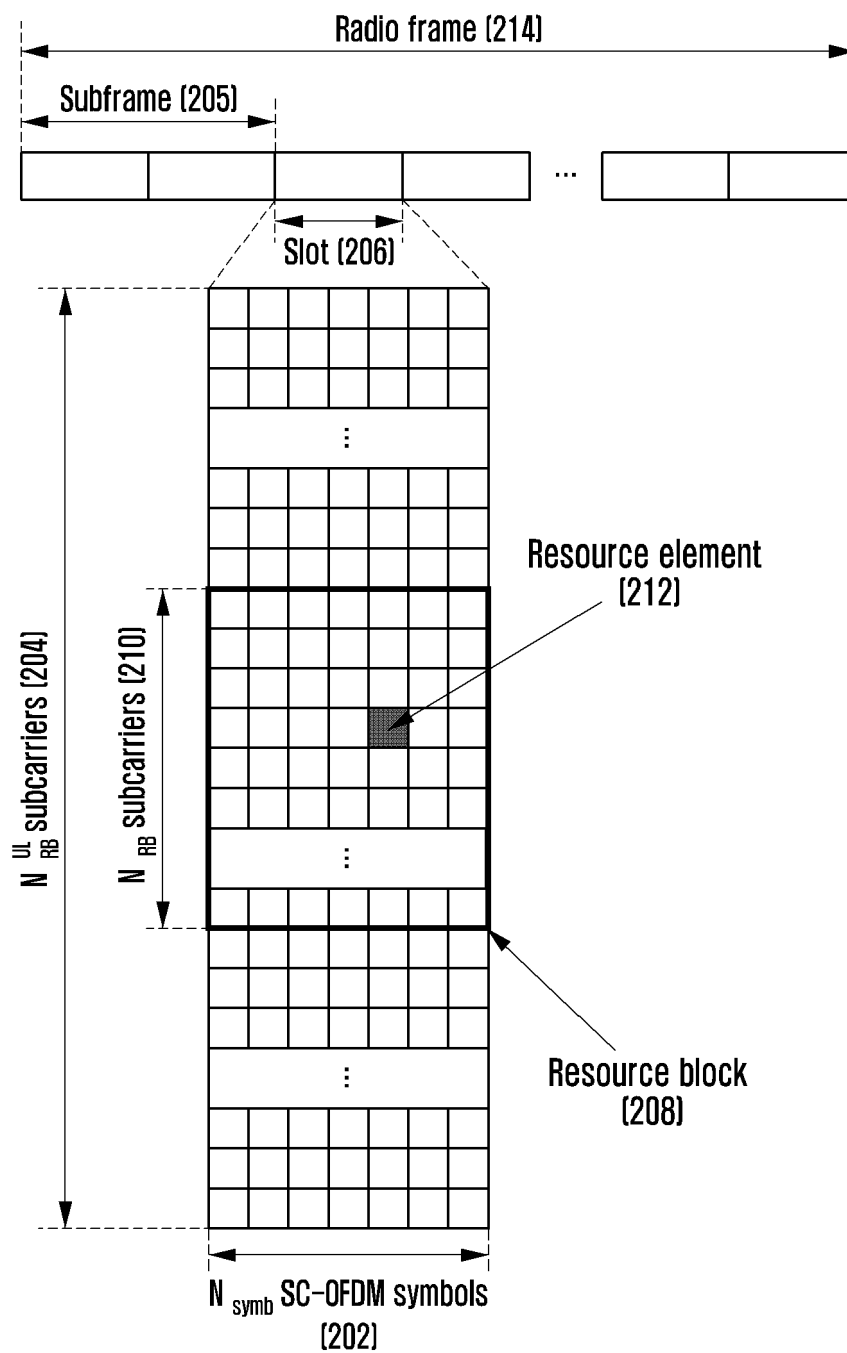 Radio frame (214)
Subframe (205)
...
Slot (206)
...
Resource element
(212)
N UL RB subcarriers (204)
N RB subcarriers (210)
...
...
Resource block
(208)
N symb SC-OFDM symbols
(202)